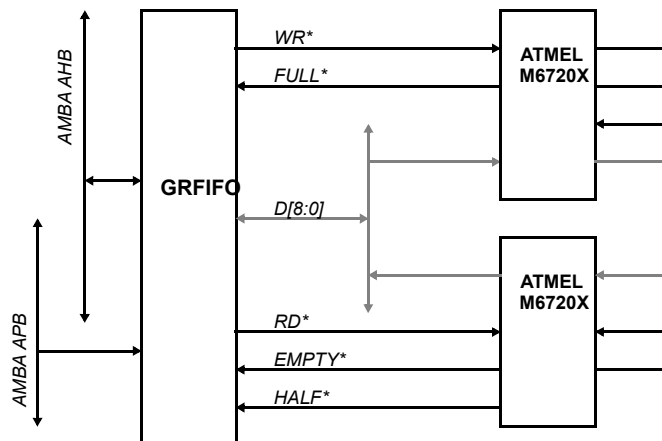 AMBA AHB
AMBA APB
GRFIFO
WR*
FULL*
D[8:0]
RD*
EMPTY*
HALF*
ATMEL
M6720X
ATMEL
M6720X